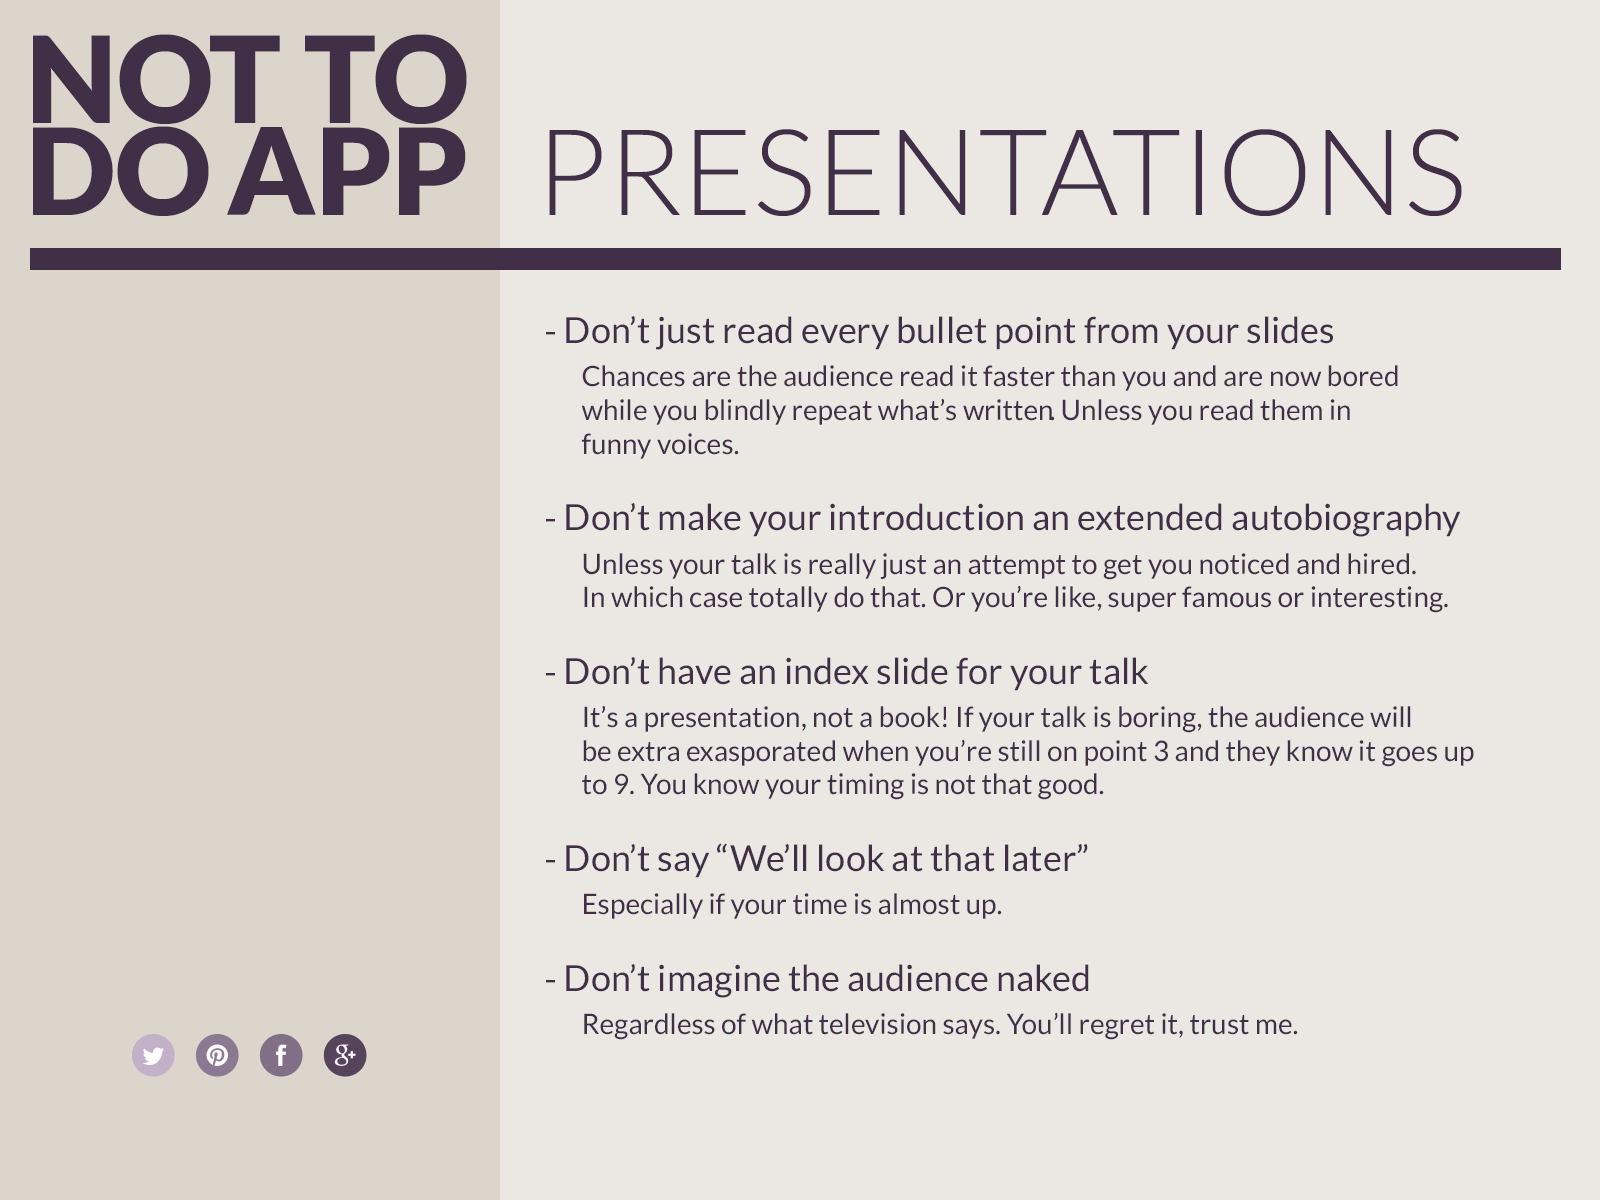 NOT TO
DO APP
PRESENTATIONS
- Don’t just read every bullet point from your slides
Chances are the audience read it faster than you and are now bored
while you blindly repeat what’s written. Unless you read them in
funny voices.
- Don’t make your introduction an extended autobiography
Unless your talk is really just an attempt to get you noticed and hired.
In which case totally do that. Or you’re like, super famous or interesting.
- Don’t have an index slide for your talk
It’s a presentation, not a book! If your talk is boring, the audience will
be extra exasporated when you’re still on point 3 and they know it goes up
to 9. You know your timing is not that good.
- Don’t say “We’ll look at that later”
Especially if your time is almost up.
- Don’t imagine the audience naked
Regardless of what television says. You’ll regret it, trust me.
g+